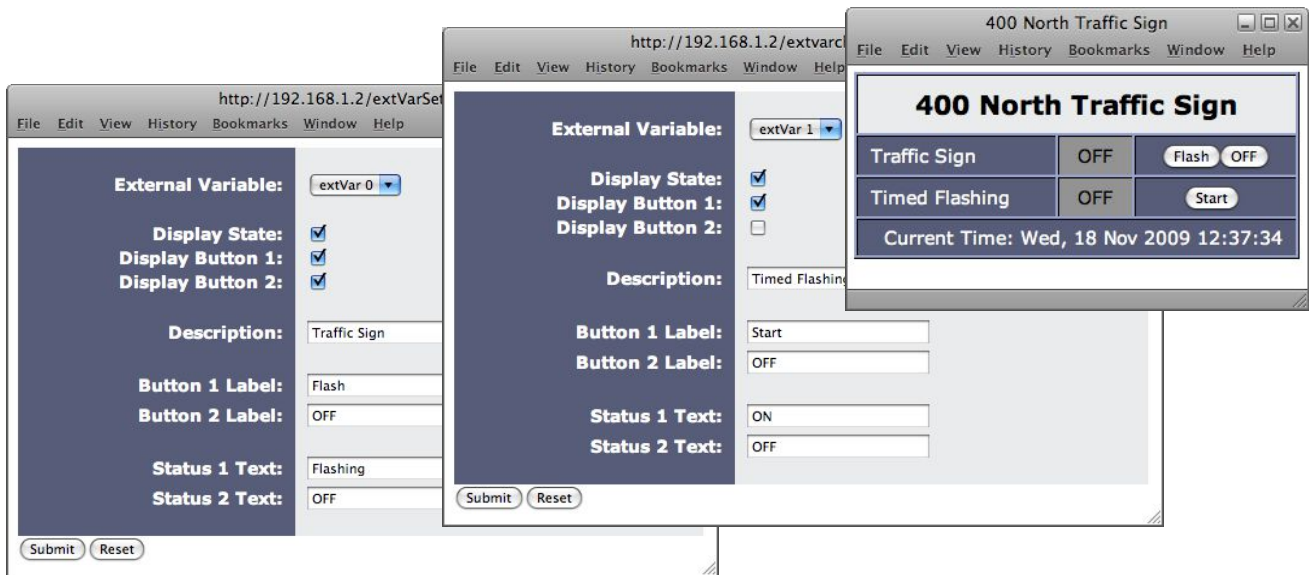 http://192.168.1.2/extVarSet
File Edit View History Bookmarks Window Help
External Variable: extVar 0
Display State:
Display Button 1:
Display Button 2:
Description: Traffic Sign
Button 1 Label: Flash
Button 2 Label: OFF
Status 1 Text: Flashing
Status 2 Text: OFF
Submit Reset
http://192.168.1.2/extvarcl
File Edit View History Bookmarks Window Help
External Variable: extVar 1
Display State:
Display Button 1:
Display Button 2:
Description: Timed Flashing
Button 1 Label: Start
Button 2 Label: OFF
Status 1 Text: ON
Status 2 Text: OFF
Submit Reset
400 North Traffic Sign
File Edit View History Bookmarks Window Help
400 North Traffic Sign
Traffic Sign OFF Flash OFF
Timed Flashing OFF Start
Current Time: Wed, 18 Nov 2009 12:37:34